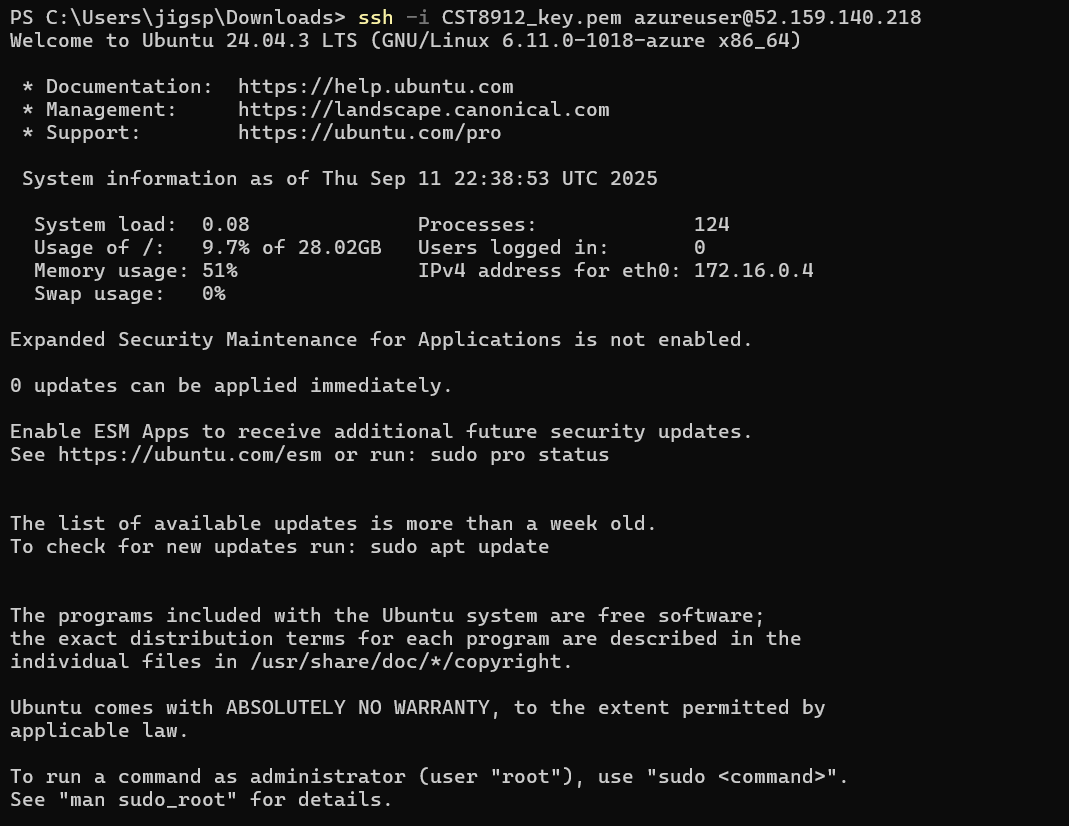 PS C:\Users\jigsp\Downloads> ssh -i CST8912_key.pem azureuser@52.159.140.218
Welcome to Ubuntu 24.04.3 LTS (GNU/Linux 6.11.0-1018-azure x86_64)

 * Documentation:  https://help.ubuntu.com
 * Management:     https://landscape.canonical.com
 * Support:        https://ubuntu.com/pro

 System information as of Thu Sep 11 22:38:53 UTC 2025

  System load:  0.08              Processes:             124
  Usage of /:   9.7% of 28.02GB   Users logged in:       0
  Memory usage: 51%               IPv4 address for eth0: 172.16.0.4
  Swap usage:   0%

Expanded Security Maintenance for Applications is not enabled.

0 updates can be applied immediately.

Enable ESM Apps to receive additional future security updates.
See https://ubuntu.com/esm or run: sudo pro status


The list of available updates is more than a week old.
To check for new updates run: sudo apt update


The programs included with the Ubuntu system are free software;
the exact distribution terms for each program are described in the
individual files in /usr/share/doc/*/copyright.

Ubuntu comes with ABSOLUTELY NO WARRANTY, to the extent permitted by
applicable law.

To run a command as administrator (user "root"), use "sudo <command>".
See "man sudo_root" for details.